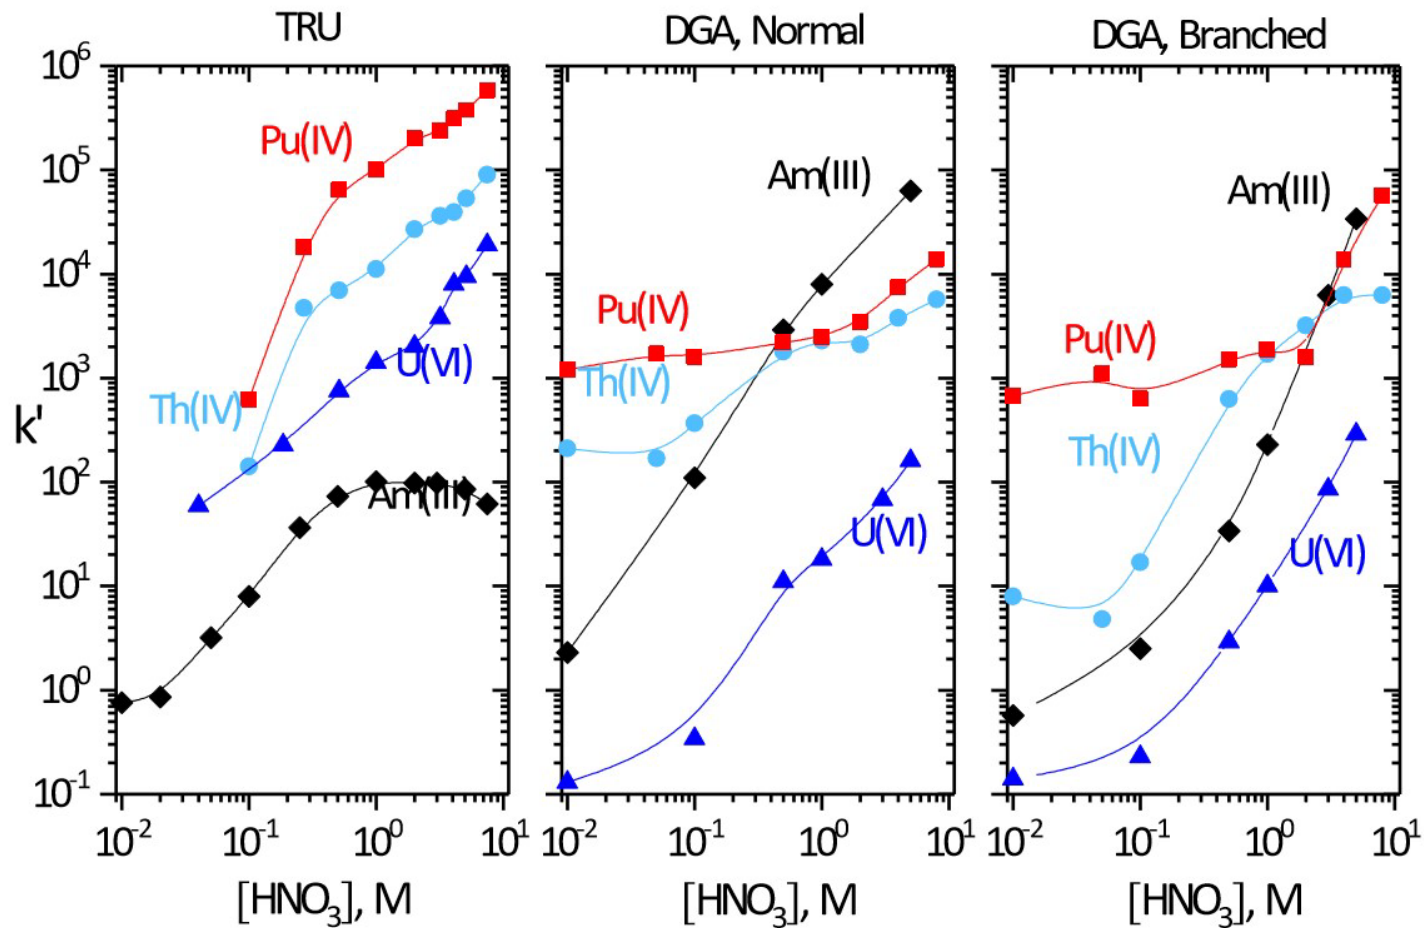 TRU
DGA, Normal
DGA, Branched
10^6
10^5
10^4
10^3
10^2
10^1
10^0
10^-1
k'
Pu(IV)
Th(IV)
U(VI)
Am(III)
10^-2
10^-1
10^0
10^1
[HNO₃], M
Am(III)
Pu(IV)
Th(IV)
U(VI)
10^-2
10^-1
10^0
10^1
[HNO₃], M
Am(III)
Pu(IV)
Th(IV)
U(VI)
10^-2
10^-1
10^0
10^1
[HNO₃], M